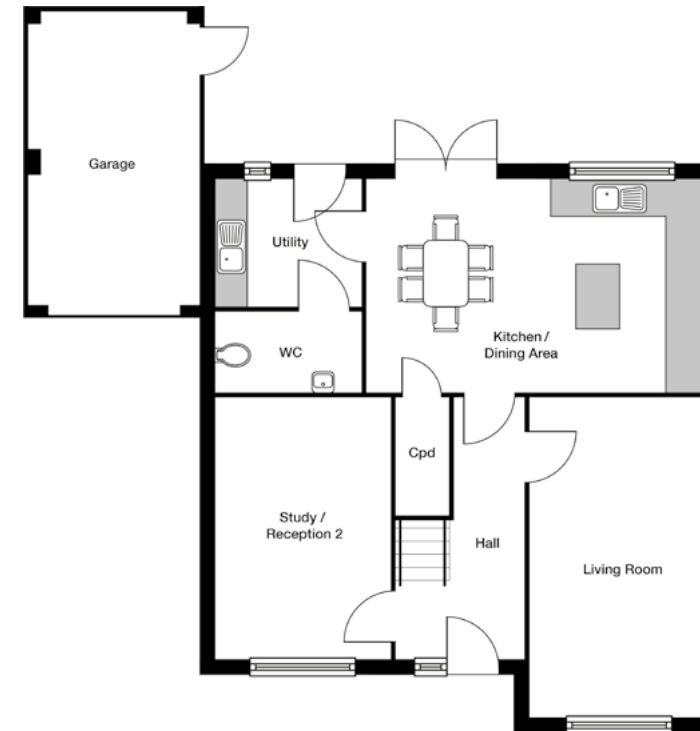 Garage
Utility
Kitchen /
Dining Area
WC
Cpd
Study /
Reception 2
Hall
Living Room